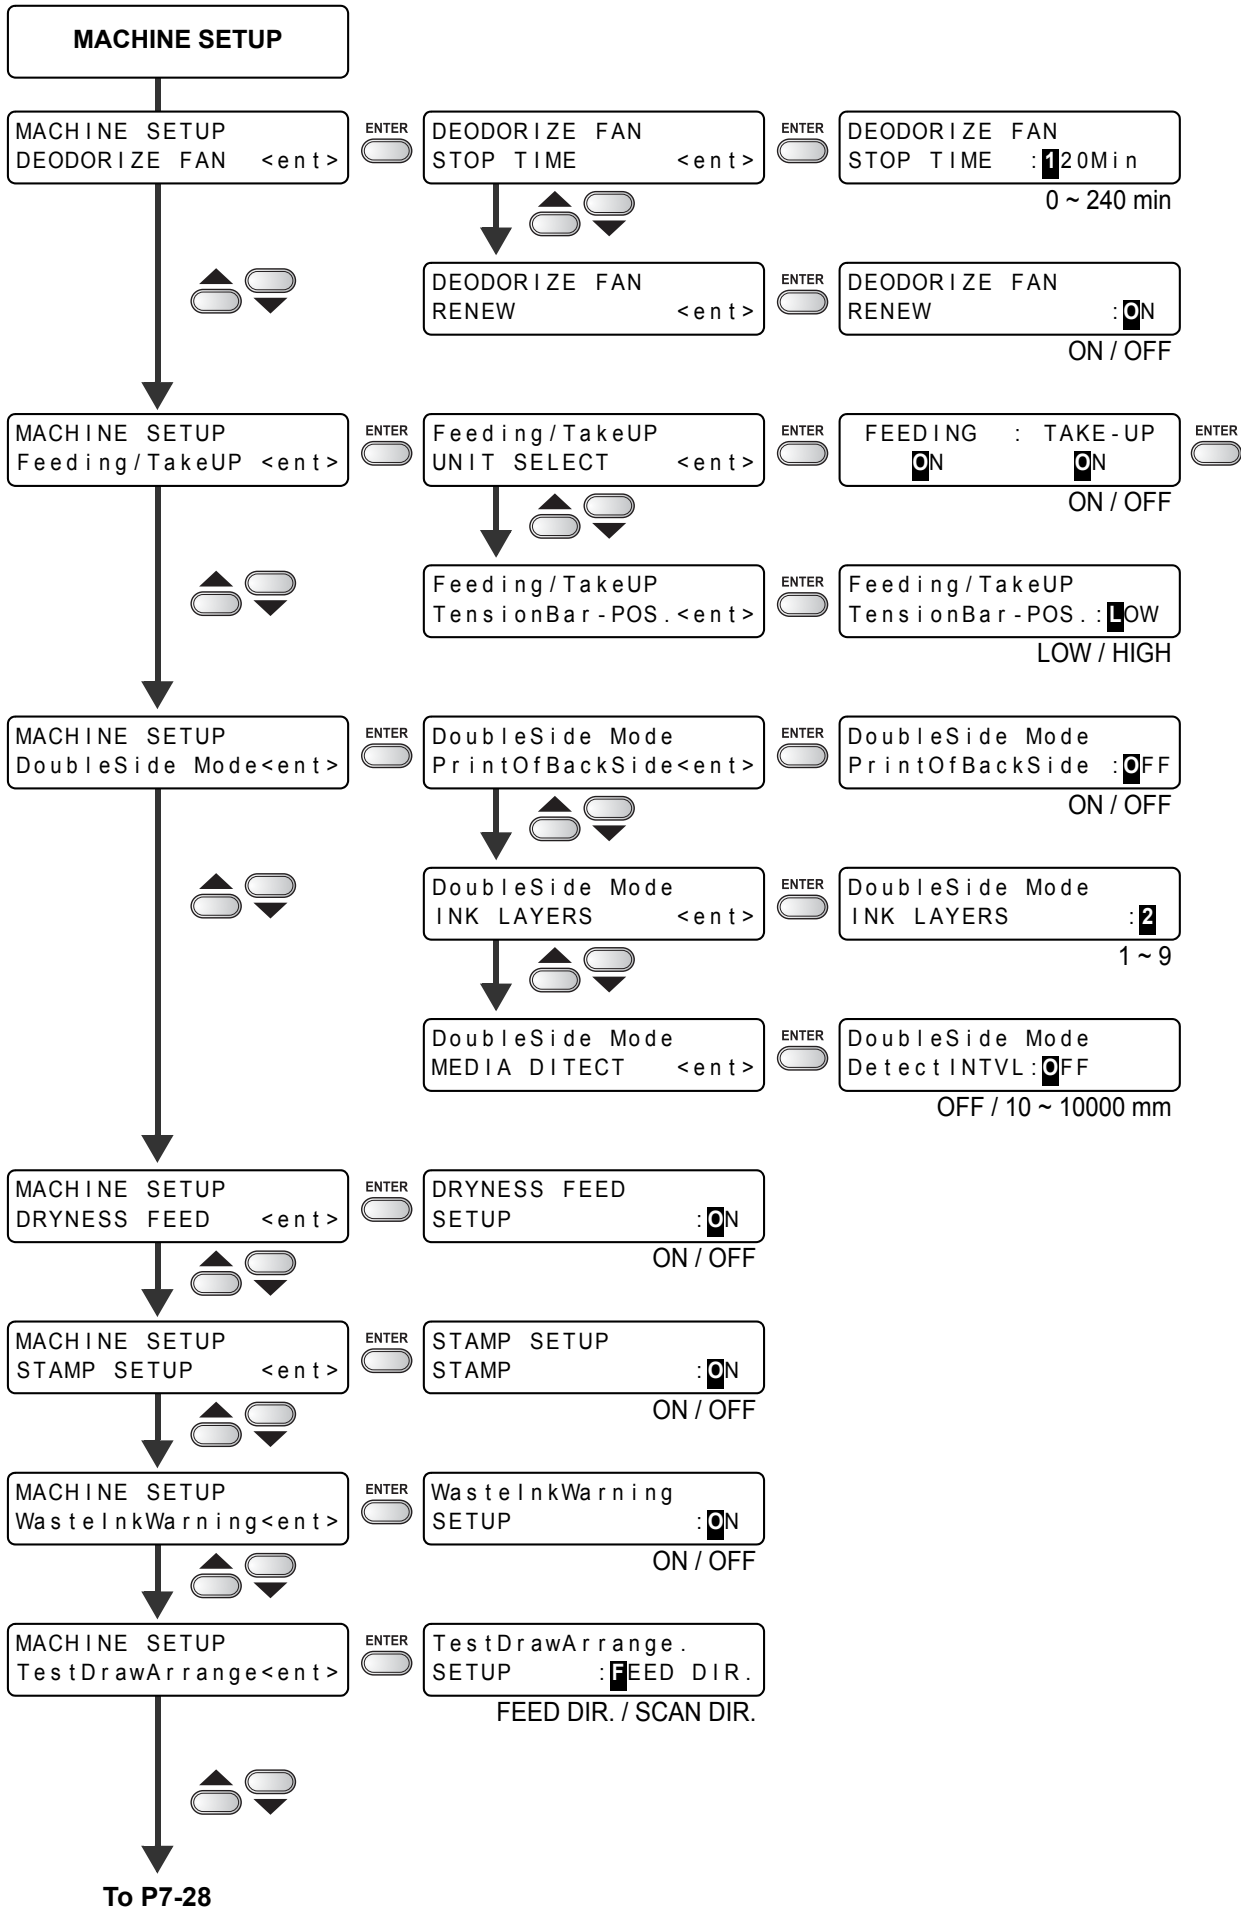 MACHINE SETUP
MACHINE SETUP
DEODORIZE FAN <ent>
ENTER
DEODORIZE FAN
STOP TIME <ent>
ENTER
DEODORIZE FAN
STOP TIME :120Min
0 ~ 240 min
DEODORIZE FAN
RENEW <ent>
ENTER
DEODORIZE FAN
RENEW :ON
ON / OFF
MACHINE SETUP
Feeding/TakeUP <ent>
ENTER
Feeding/TakeUP
UNIT SELECT <ent>
ENTER
FEEDING : TAKE-UP
ON ON
ENTER
ON / OFF
Feeding/TakeUP
TensionBar-POS.<ent>
ENTER
Feeding/TakeUP
TensionBar-POS.:LOW
LOW / HIGH
MACHINE SETUP
DoubleSide Mode<ent>
ENTER
DoubleSide Mode
PrintOfBackSide<ent>
ENTER
DoubleSide Mode
PrintOfBackSide :OFF
ON / OFF
DoubleSide Mode
INK LAYERS <ent>
ENTER
DoubleSide Mode
INK LAYERS :2
1 ~ 9
DoubleSide Mode
MEDIA DITECT <ent>
ENTER
DoubleSide Mode
DetectINTVL:OFF
OFF / 10 ~ 10000 mm
MACHINE SETUP
DRYNESS FEED <ent>
ENTER
DRYNESS FEED
SETUP :ON
ON / OFF
MACHINE SETUP
STAMP SETUP <ent>
ENTER
STAMP SETUP
STAMP :ON
ON / OFF
MACHINE SETUP
WasteInkWarning<ent>
ENTER
WasteInkWarning
SETUP :ON
ON / OFF
MACHINE SETUP
TestDrawArrange<ent>
ENTER
TestDrawArrange.
SETUP :FEED DIR.
FEED DIR. / SCAN DIR.
To P7-28